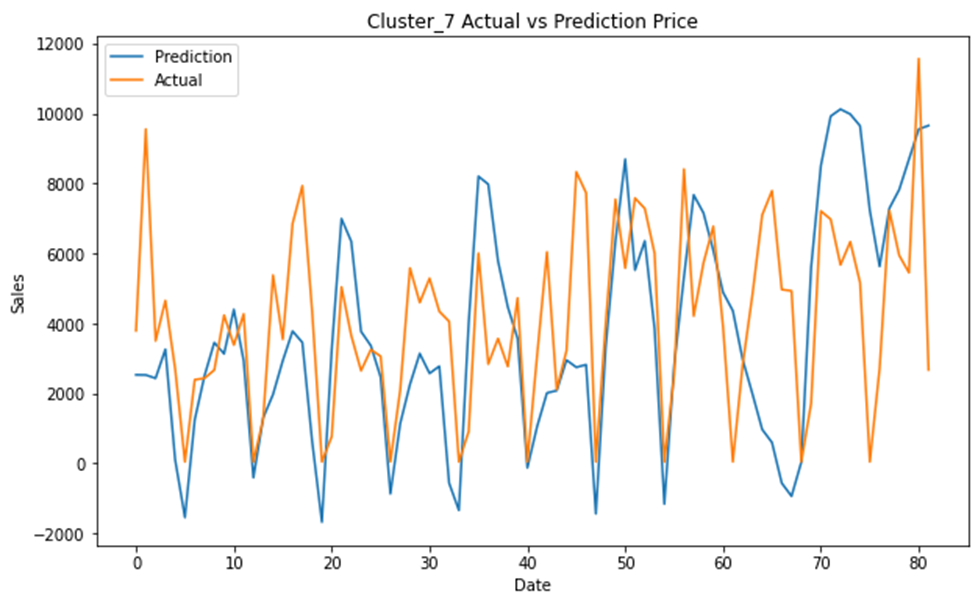 Cluster_7 Actual vs Prediction Price
Prediction
Actual
12000
10000
8000
6000
4000
2000
0
−2000
Sales
0 10 20 30 40 50 60 70 80
Date